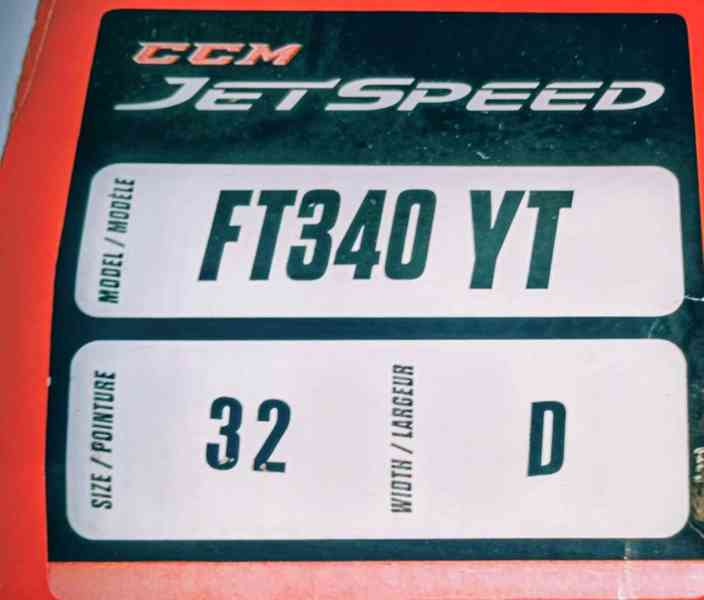 CCM
JETSPEED
MODEL / MODÈLE
FT340 YT
SIZE / POINTURE
32
WIDTH / LARGEUR
D